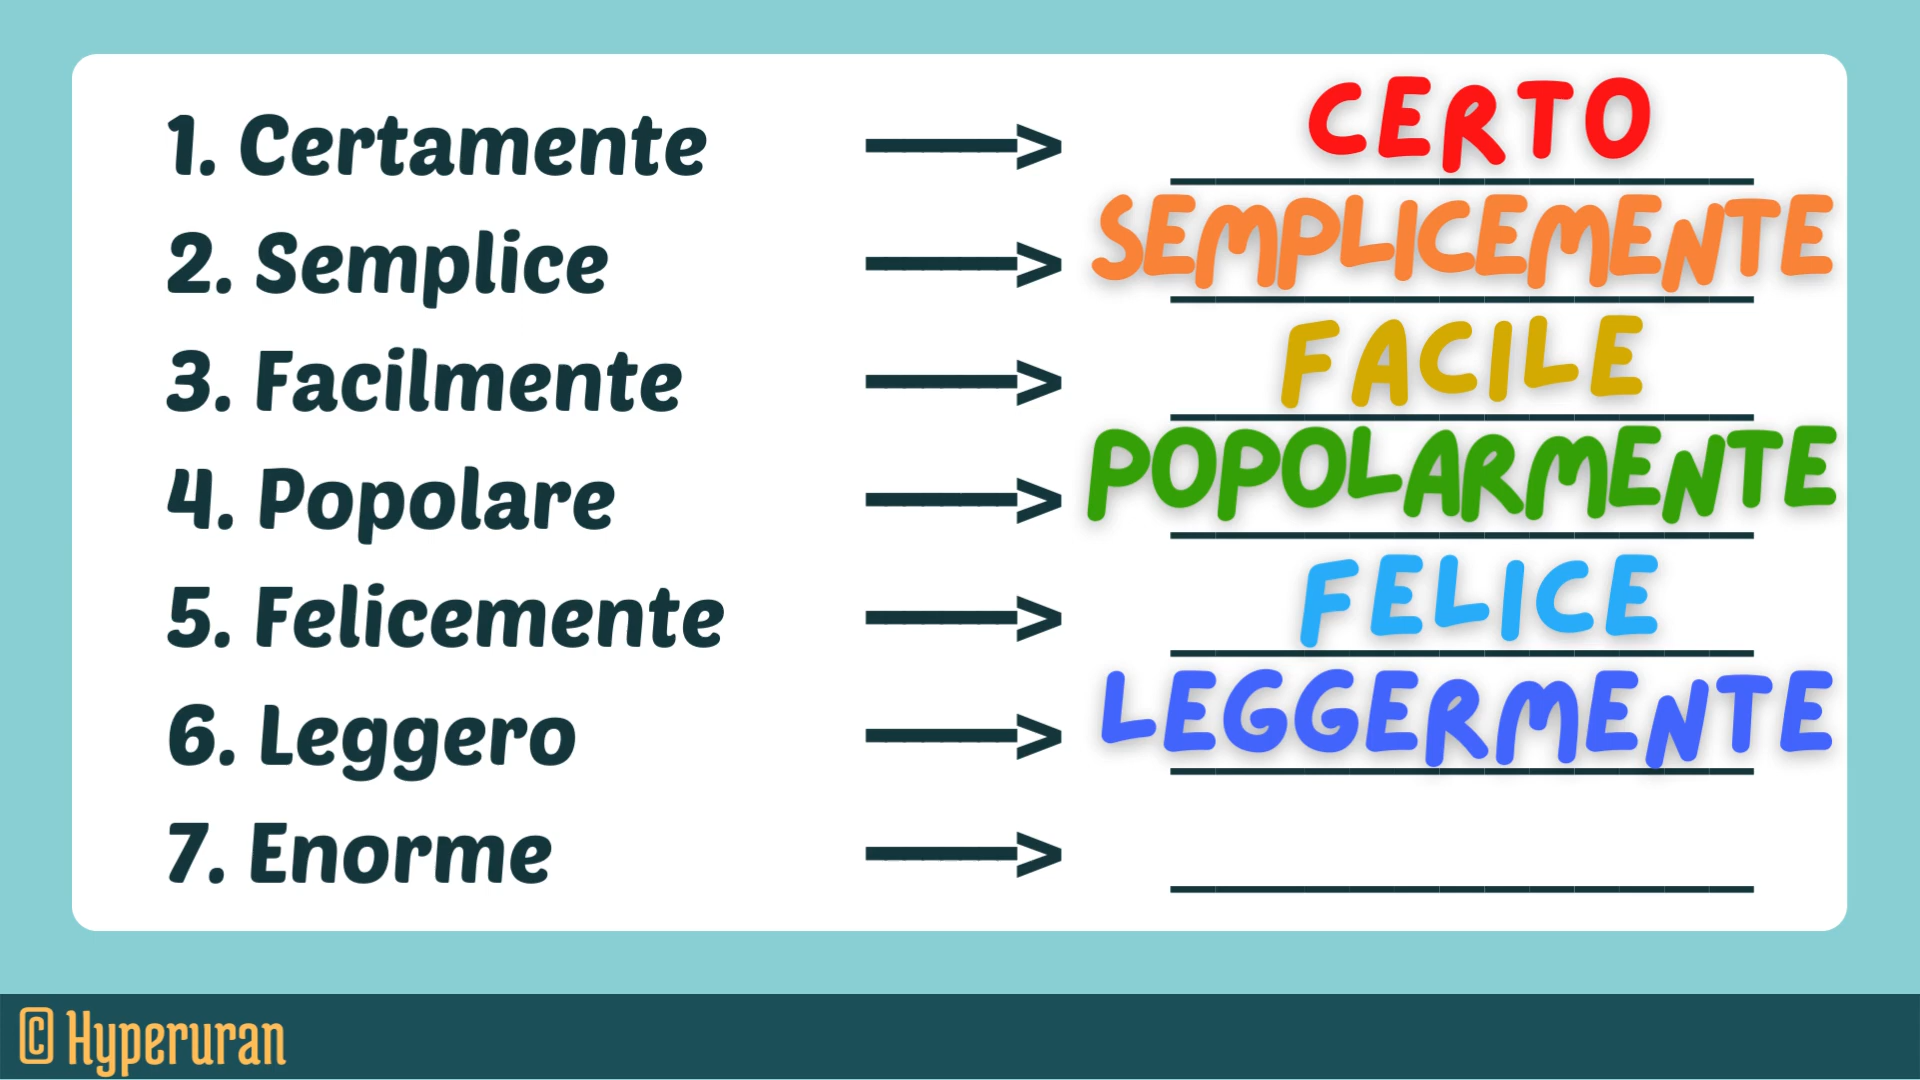 1. Certamente ⟶ CERTO
2. Semplice ⟶ SEMPLICEMENTE
3. Facilmente ⟶ FACILE
4. Popolare ⟶ POPOLARMENTE
5. Felicemente ⟶ FELICE
6. Leggero ⟶ LEGGERMENTE
7. Enorme ⟶ _____________
© Hyperuran